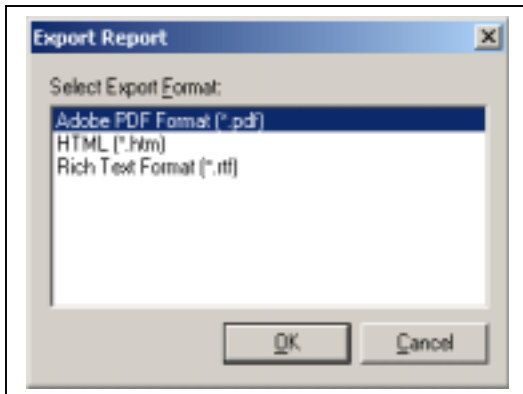 Export Report
Select Export Format:
Adobe PDF Format (*.pdf)
HTML (*.htm)
Rich Text Format (*.rtf)
OK
Cancel